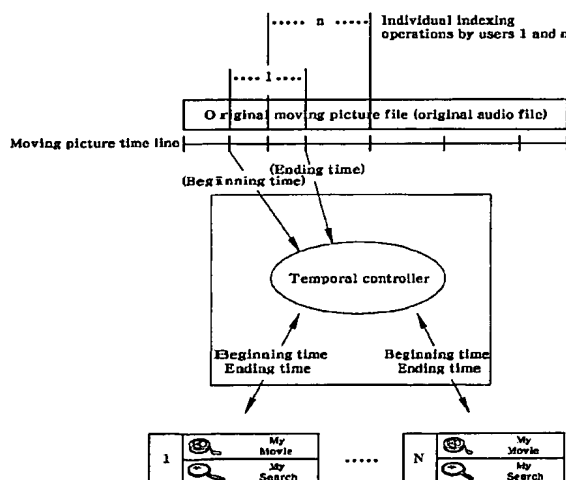 n
Individual indexing
operations by users 1 and n
1
Original moving picture file (original audio file)
Moving picture time line
(Ending time)
(Beginning time)
Temporal controller
Beginning time
Ending time
Beginning time
Ending time
1
My
Movie
My
Search
.....
N
My
Movie
My
Search